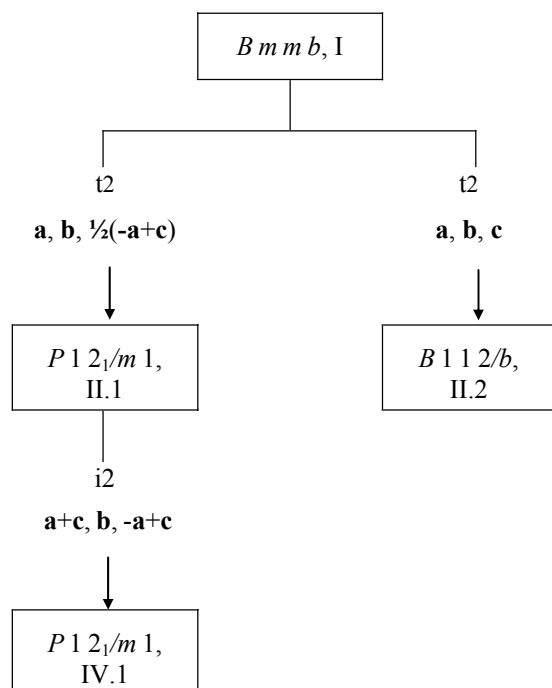 B m m b, I
t2
t2
a, b, ½(-a+c)
a, b, c
P 1 2₁/m 1,
II.1
B 1 1 2/b,
II.2
i2
a+c, b, -a+c
P 1 2₁/m 1,
IV.1